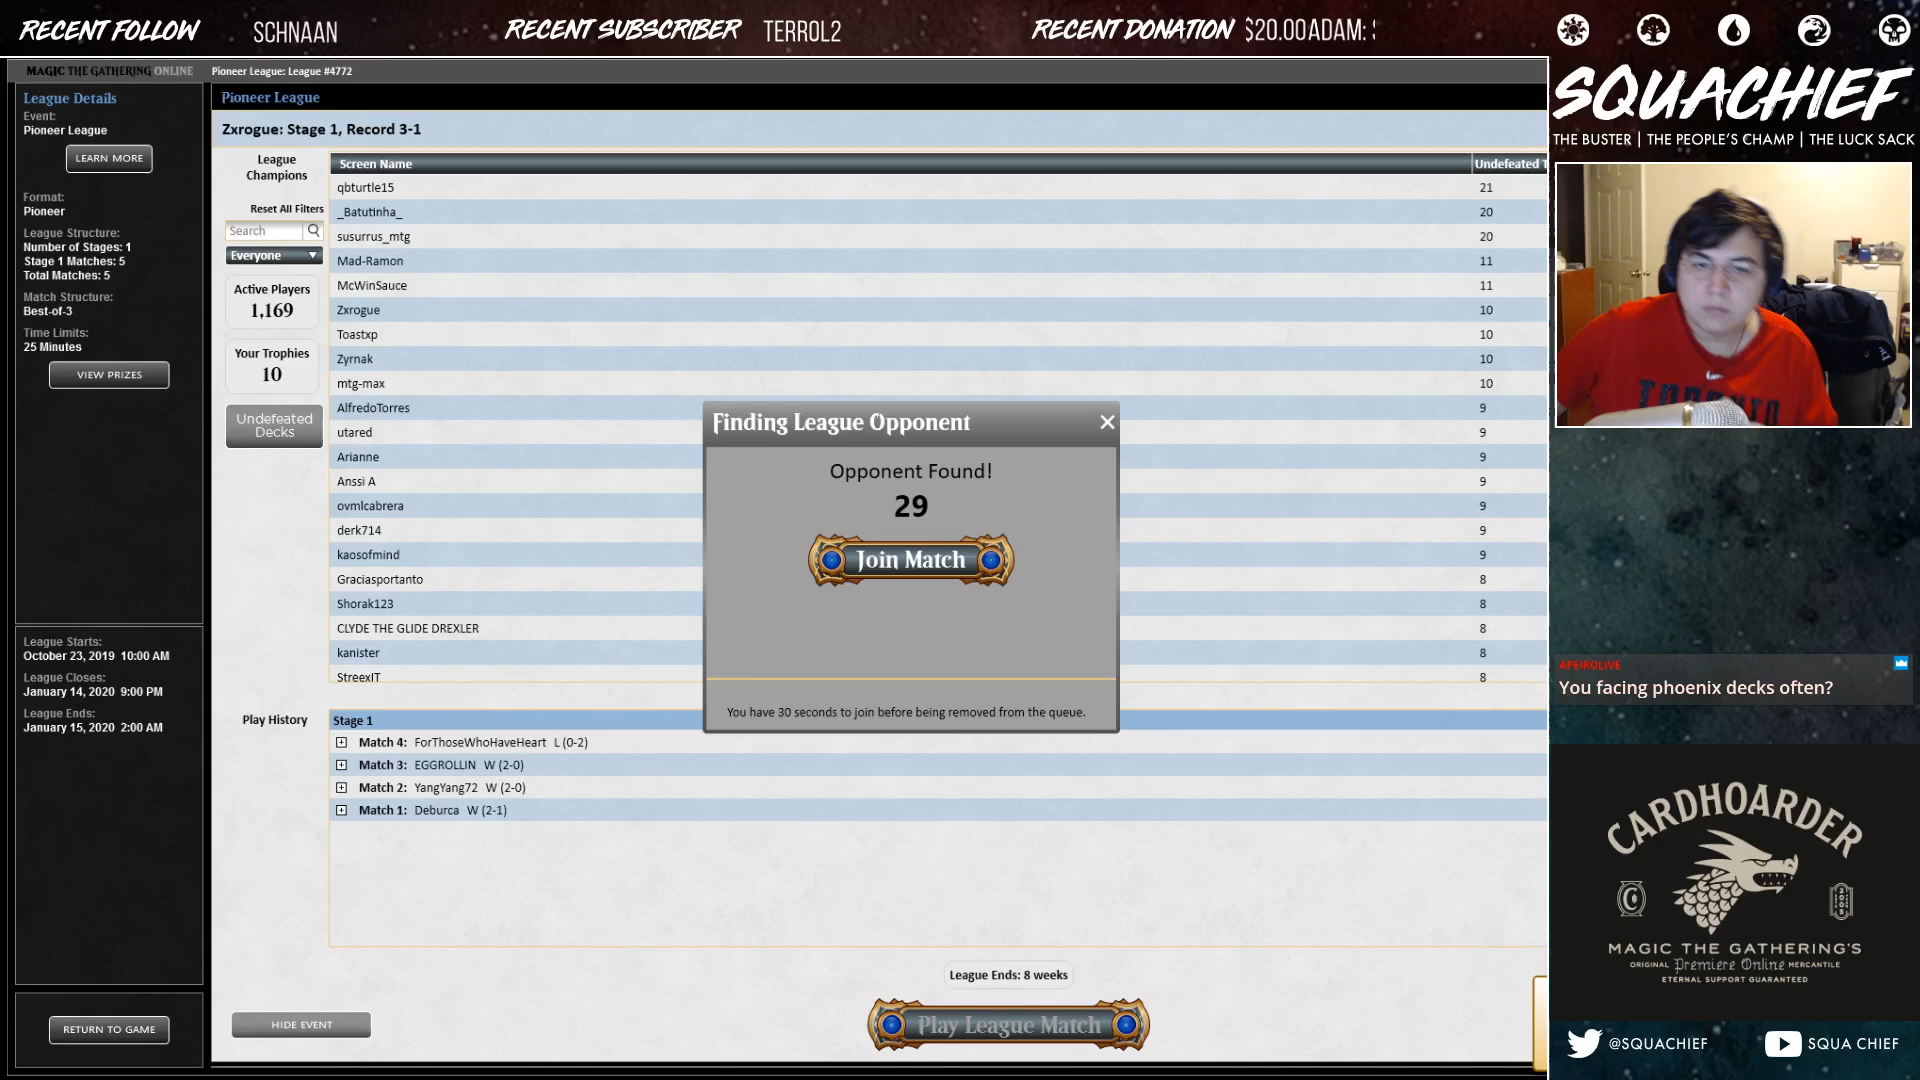 RECENT FOLLOW SCHNAAN RECENT SUBSCRIBER TERROL2 RECENT DONATION $20.00ADAM:
MAGIC THE GATHERING ONLINE Pioneer League: League #4772
League Details
Event:
Pioneer League
LEARN MORE
Format:
Pioneer
League Structure:
Number of Stages: 1
Stage 1 Matches: 5
Total Matches: 5
Match Structure:
Best-of-3
Time Limits:
25 Minutes
VIEW PRIZES
League Starts:
October 23, 2019 10:00 AM
League Closes:
January 14, 2020 9:00 PM
League Ends:
January 15, 2020 2:00 AM
RETURN TO GAME
Pioneer League
Zxrogue: Stage 1, Record 3-1
League
Champions
Reset All Filters
Search
Everyone
Active Players
1,169
Your Trophies
10
Undefeated
Decks
Screen Name Undefeated T
qbturtle15 21
_Batutinha_ 20
susurrus_mtg 20
Mad-Ramon 11
McWinSauce 11
Zxrogue 10
Toastxp 10
Zyrnak 10
mtg-max 10
AlfredoTorres 9
utared 9
Arianne 9
Anssi A 9
ovmlcabrera 9
derk714 9
kaosofmind 9
Graciasportanto 8
Shorak123 8
CLYDE THE GLIDE DREXLER 8
kanister 8
StreexIT 8
Finding League Opponent
Opponent Found!
29
Join Match
You have 30 seconds to join before being removed from the queue.
Play History
Stage 1
Match 4: ForThoseWhoHaveHeart L (0-2)
Match 3: EGGROLLIN W (2-0)
Match 2: YangYang72 W (2-0)
Match 1: Deburca W (2-1)
League Ends: 8 weeks
HIDE EVENT
Play League Match
SQUACHIEF
THE BUSTER | THE PEOPLE'S CHAMP | THE LUCK SACK
TORONTO
APEIROLIVE
You facing phoenix decks often?
CARDHOARDER
MAGIC THE GATHERING'S
ORIGINAL Premiere Online MERCANTILE
ETERNAL SUPPORT GUARANTEED
@SQUACHIEF SQUA CHIEF